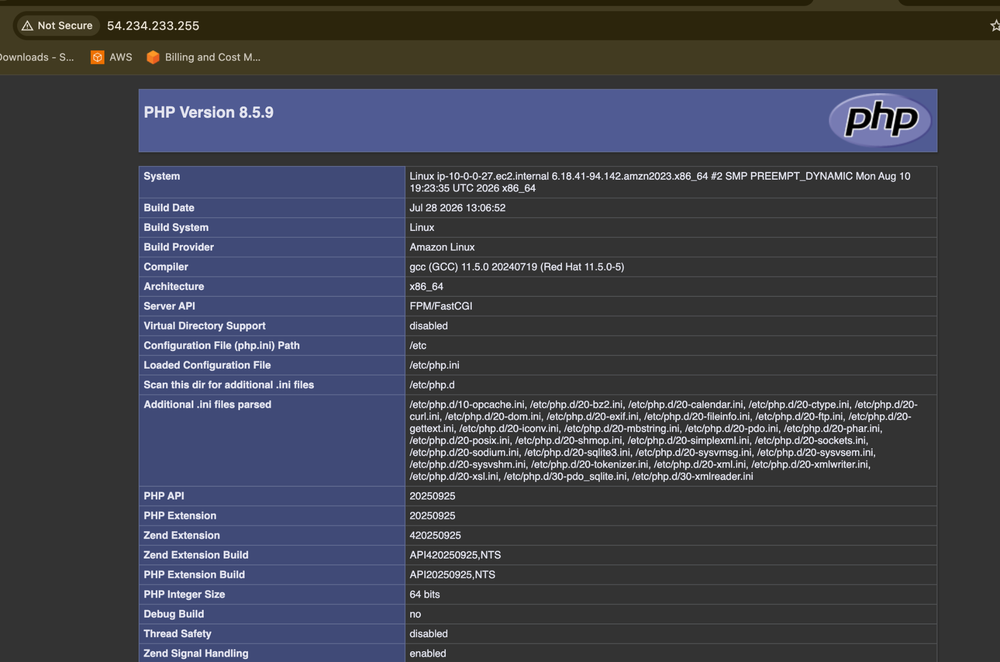 Not Secure 54.234.233.255
Downloads - S... AWS Billing and Cost M...
PHP Version 8.5.9
php
System Linux ip-10-0-0-27.ec2.internal 6.18.41-94.142.amzn2023.x86_64 #2 SMP PREEMPT_DYNAMIC Mon Aug 10
19:23:35 UTC 2026 x86_64
Build Date Jul 28 2026 13:06:52
Build System Linux
Build Provider Amazon Linux
Compiler gcc (GCC) 11.5.0 20240719 (Red Hat 11.5.0-5)
Architecture x86_64
Server API FPM/FastCGI
Virtual Directory Support disabled
Configuration File (php.ini) Path /etc
Loaded Configuration File /etc/php.ini
Scan this dir for additional .ini files /etc/php.d
Additional .ini files parsed /etc/php.d/10-opcache.ini, /etc/php.d/20-bz2.ini, /etc/php.d/20-calendar.ini, /etc/php.d/20-ctype.ini, /etc/php.d/20-
curl.ini, /etc/php.d/20-dom.ini, /etc/php.d/20-exif.ini, /etc/php.d/20-fileinfo.ini, /etc/php.d/20-ftp.ini, /etc/php.d/20-
gettext.ini, /etc/php.d/20-iconv.ini, /etc/php.d/20-mbstring.ini, /etc/php.d/20-pdo.ini, /etc/php.d/20-phar.ini,
/etc/php.d/20-posix.ini, /etc/php.d/20-shmop.ini, /etc/php.d/20-simplexml.ini, /etc/php.d/20-sockets.ini,
/etc/php.d/20-sodium.ini, /etc/php.d/20-sqlite3.ini, /etc/php.d/20-sysvmsg.ini, /etc/php.d/20-sysvsem.ini,
/etc/php.d/20-sysvshm.ini, /etc/php.d/20-tokenizer.ini, /etc/php.d/20-xml.ini, /etc/php.d/20-xmlwriter.ini,
/etc/php.d/20-xsl.ini, /etc/php.d/30-pdo_sqlite.ini, /etc/php.d/30-xmlreader.ini
PHP API 20250925
PHP Extension 20250925
Zend Extension 420250925
Zend Extension Build API420250925,NTS
PHP Extension Build API20250925,NTS
PHP Integer Size 64 bits
Debug Build no
Thread Safety disabled
Zend Signal Handling enabled